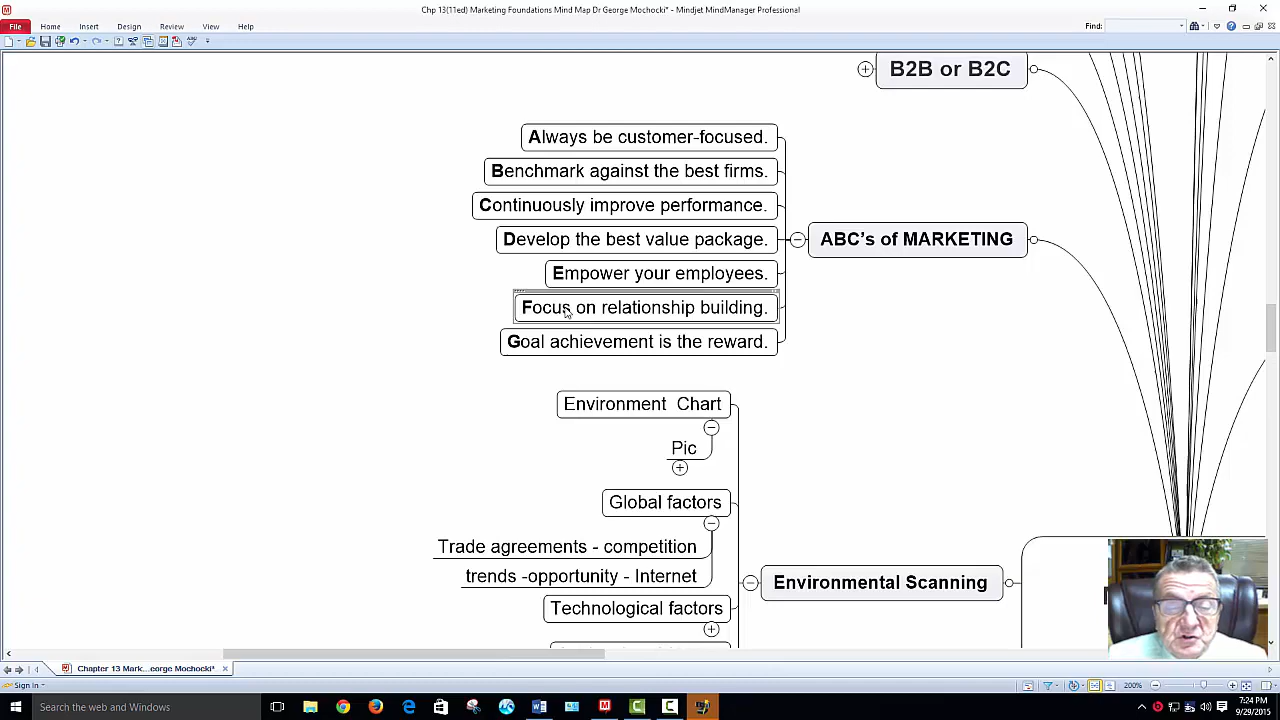 Chp 13(11ed) Marketing Foundations Mind Map Dr George Mochocki* - Mindjet MindManager Professional
File Home Insert Design Review View Help Find:
B2B or B2C
Always be customer-focused.
Benchmark against the best firms.
Continuously improve performance.
Develop the best value package.
Empower your employees.
Focus on relationship building.
Goal achievement is the reward.
ABC's of MARKETING
Environment Chart
Pic
Global factors
Trade agreements - competition
trends -opportunity - Internet
Technological factors
Environmental Scanning
Chapter 13 Mark...eorge Mochocki*
Sign In
200%
Search the web and Windows
7:24 PM
9/29/2015